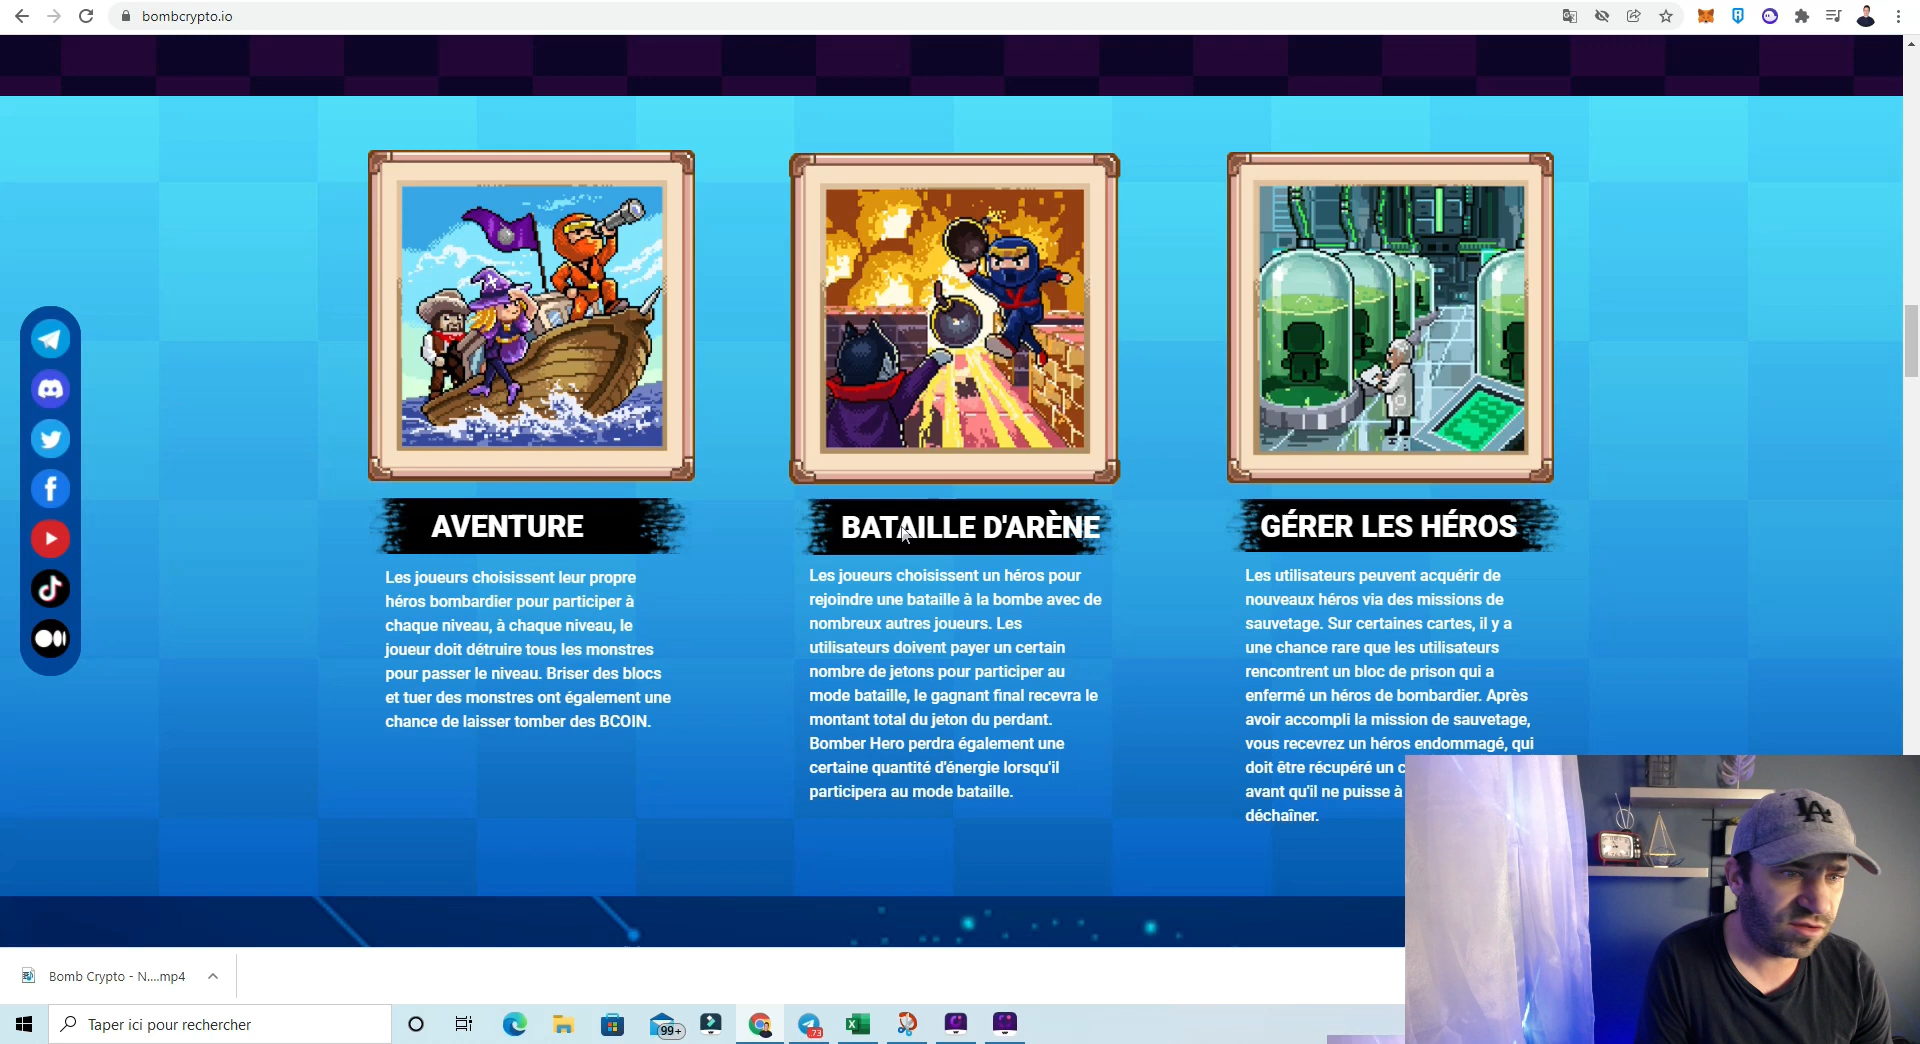 bombcrypto.io
AVENTURE
Les joueurs choisissent leur propre
héros bombardier pour participer à
chaque niveau, à chaque niveau, le
joueur doit détruire tous les monstres
pour passer le niveau. Briser des blocs
et tuer des monstres ont également une
chance de laisser tomber des BCOIN.
BATAILLE D'ARÈNE
Les joueurs choisissent un héros pour
rejoindre une bataille à la bombe avec de
nombreux autres joueurs. Les
utilisateurs doivent payer un certain
nombre de jetons pour participer au
mode bataille, le gagnant final recevra le
montant total du jeton du perdant.
Bomber Hero perdra également une
certaine quantité d'énergie lorsqu'il
participera au mode bataille.
GÉRER LES HÉROS
Les utilisateurs peuvent acquérir de
nouveaux héros via des missions de
sauvetage. Sur certaines cartes, il y a
une chance rare que les utilisateurs
rencontrent un bloc de prison qui a
enfermé un héros de bombardier. Après
avoir accompli la mission de sauvetage,
vous recevrez un héros endommagé, qui
doit être récupéré un c
avant qu'il ne puisse à
déchaîner.
LA
Bomb Crypto - N....mp4
Taper ici pour rechercher
99+
73